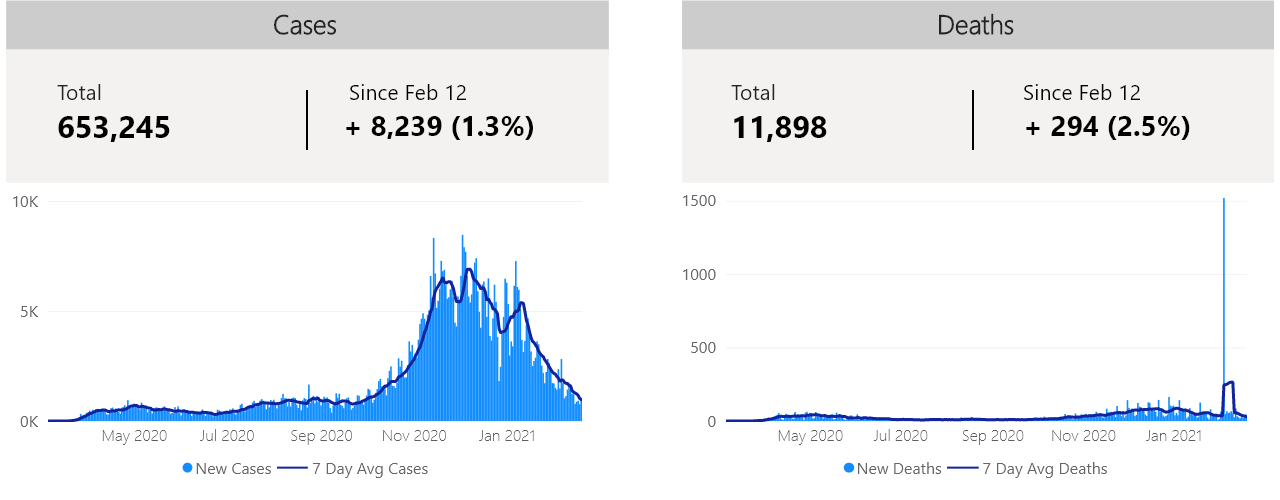 Cases
Total
653,245
Since Feb 12
+ 8,239 (1.3%)
10K
5K
0K
May 2020 Jul 2020 Sep 2020 Nov 2020 Jan 2021
New Cases 7 Day Avg Cases
Deaths
Total
11,898
Since Feb 12
+ 294 (2.5%)
1500
1000
500
0
May 2020 Jul 2020 Sep 2020 Nov 2020 Jan 2021
New Deaths 7 Day Avg Deaths